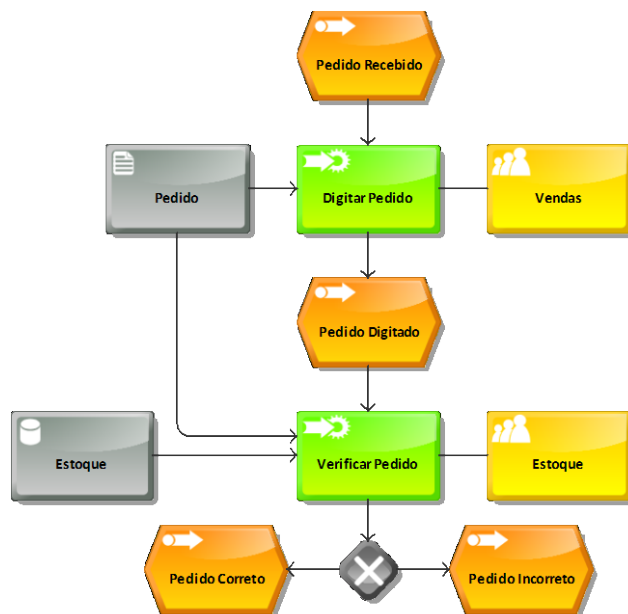 Pedido Recebido
Pedido
Digitar Pedido
Vendas
Pedido Digitado
Estoque
Verificar Pedido
Estoque
Pedido Correto
Pedido Incorreto